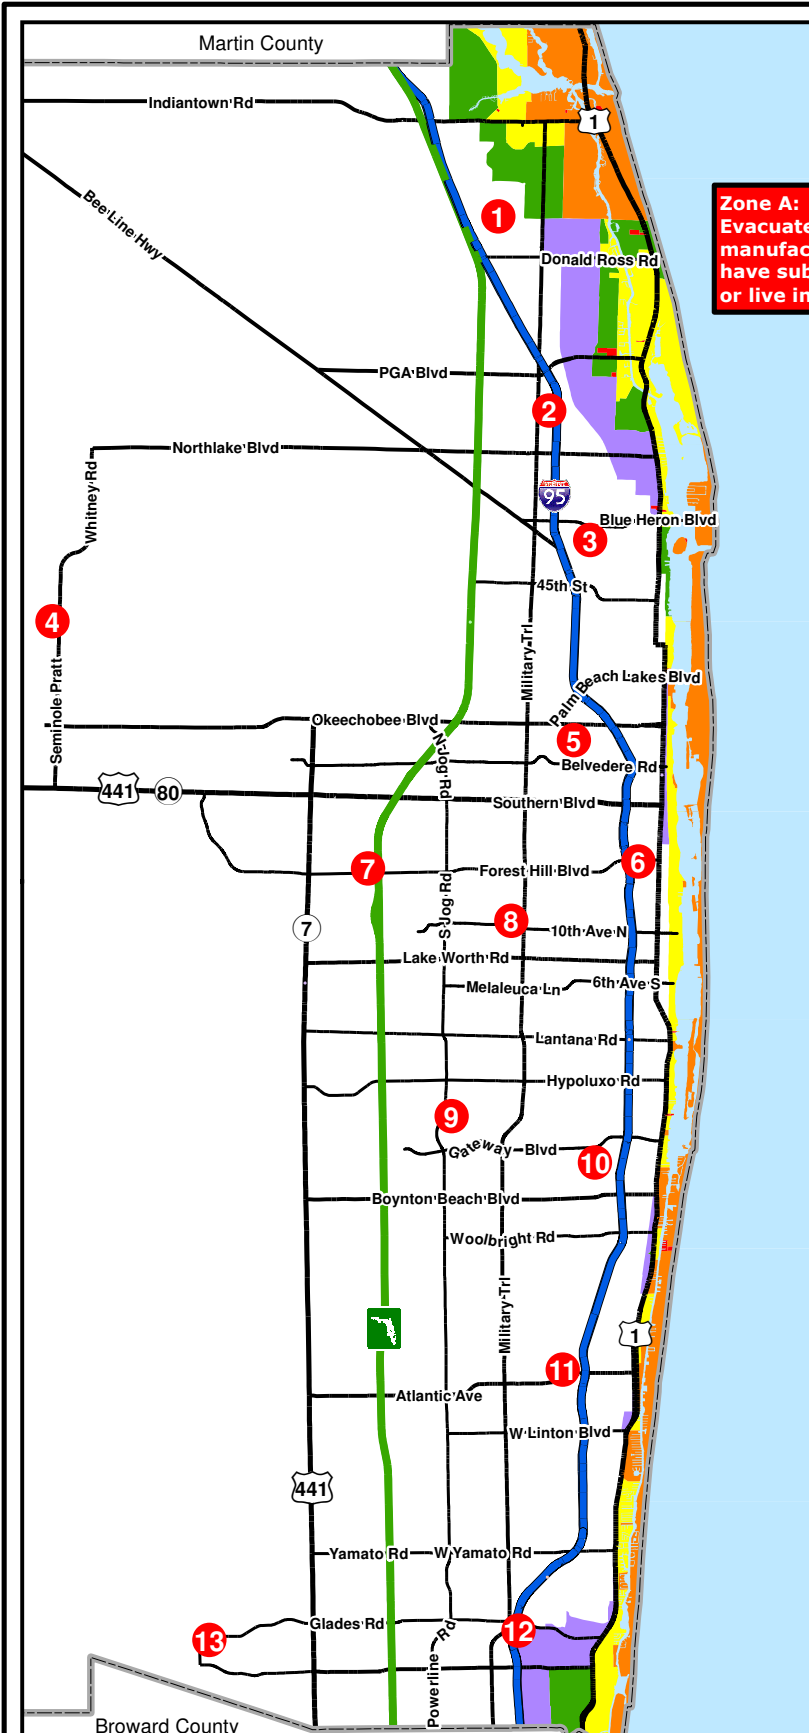 Martin County
Indiantown Rd
1
Bee Line Hwy
Zone A:
Evacuate
manufac
have sub
or live in
1
Donald Ross Rd
PGA Blvd
2
Northlake Blvd
Whitney Rd
95
Blue Heron Blvd
3
45th St
4
Military Trl
Seminole Pratt
Palm Beach Lakes Blvd
Okeechobee Blvd
5
N Jog Rd
Belvedere Rd
441
80
Southern Blvd
7
Forest Hill Blvd
6
S Jog Rd
8
7
10th Ave N
Lake Worth Rd
Melaleuca Ln
6th Ave S
Lantana Rd
Hypoluxo Rd
9
Gateway Blvd
10
Boynton Beach Blvd
Woolbright Rd
Military Trl
1
11
Atlantic Ave
W Linton Blvd
441
Yamato Rd
W Yamato Rd
Glades Rd
12
13
Powerline Rd
Broward County